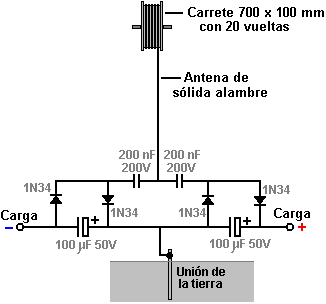 Carrete 700 x 100 mm
con 20 vueltas
Antena de
sólida alambre
200 nF 200 nF
200V 200V
1N34 1N34
1N34 1N34
Carga Carga
– + + +
100 µF 50V 100 µF 50V
Unión de
la tierra